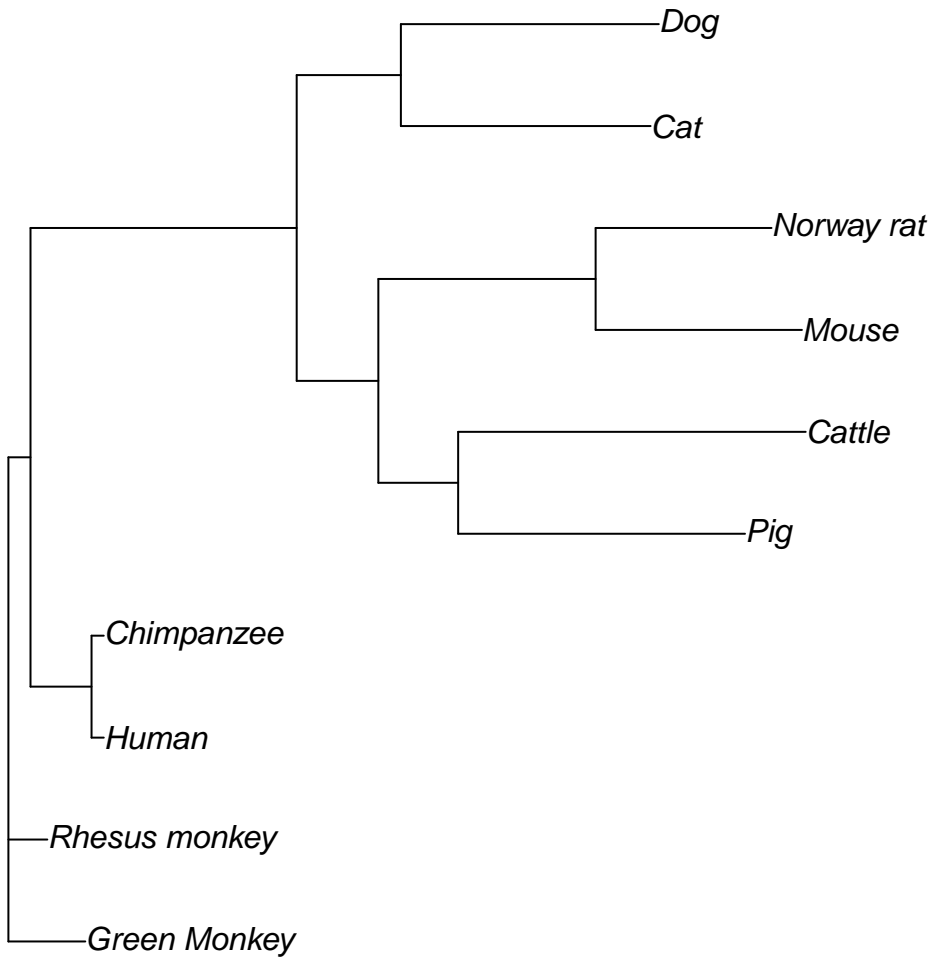 Dog
Cat
Norway rat
Mouse
Cattle
Pig
Chimpanzee
Human
Rhesus monkey
Green Monkey